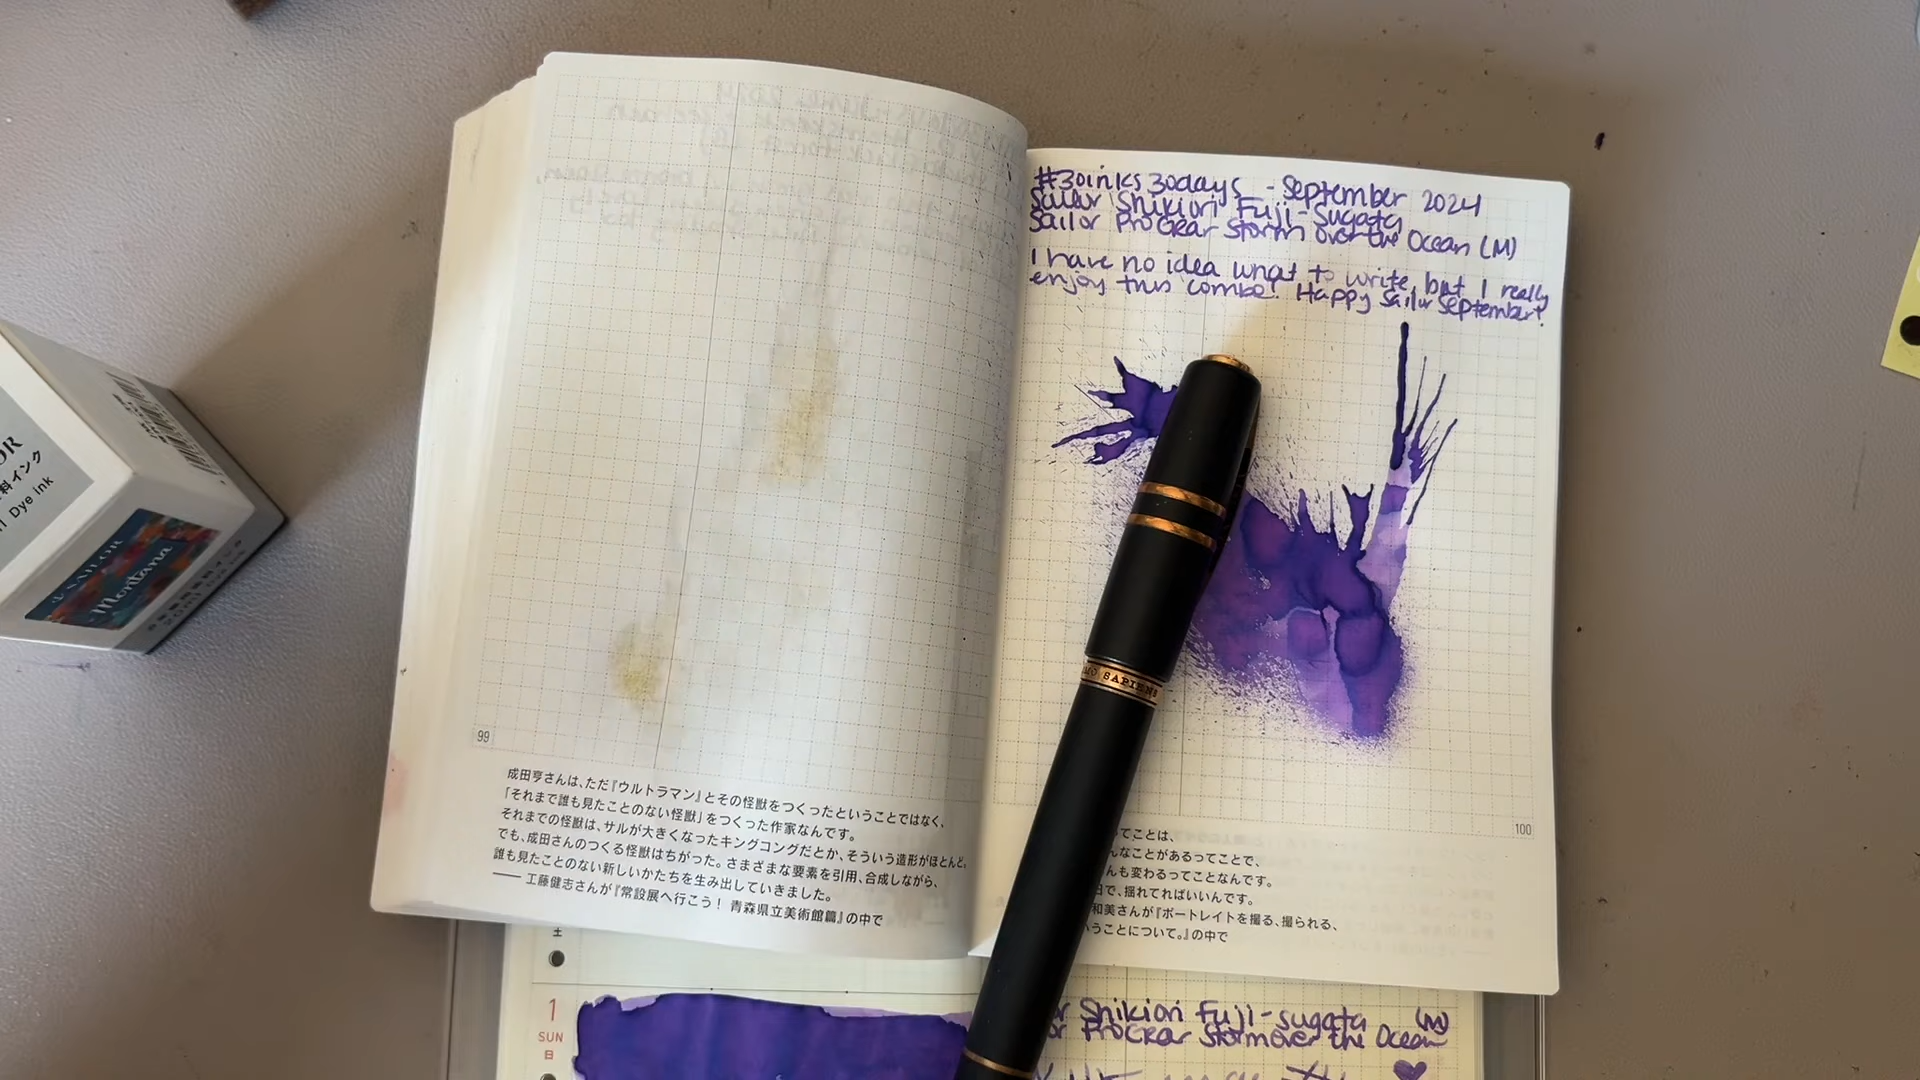 #30inks30days - September 2024
Sailor Shikiori Fuji-Sugata
Sailor ProGear Storm over the Ocean (M)
I have no idea what to write, but I really
enjoy this combo! Happy Sailor September!
99
成田亨さんは、ただ『ウルトラマン』とその怪獣をつくったということではなく、
「それまで誰も見たことのない怪獣」をつくった作家なんです。
それまでの怪獣は、サルが大きくなったキングコングだとか、そういう造形がほとんど。
でも、成田さんのつくる怪獣はちがった。さまざまな要素を引用、合成しながら、
誰も見たことのない新しいかたちを生み出していきました。
―― 工藤健志さんが『常設展へ行こう！ 青森県立美術館篇』の中で
100
ってことは、
んなことがあるってことで、
んも変わるってことなんです。
日で、揺れてればいいんです。
和美さんが『ポートレイトを撮る、撮られる、
いうことについて。』の中で
SAPIENS
土
1
SUN
日
Shikiori Fuji-Sugata (M)
ProGear Storm over the Ocean
OR
料インク
Dye ink
SAILOR
Montana